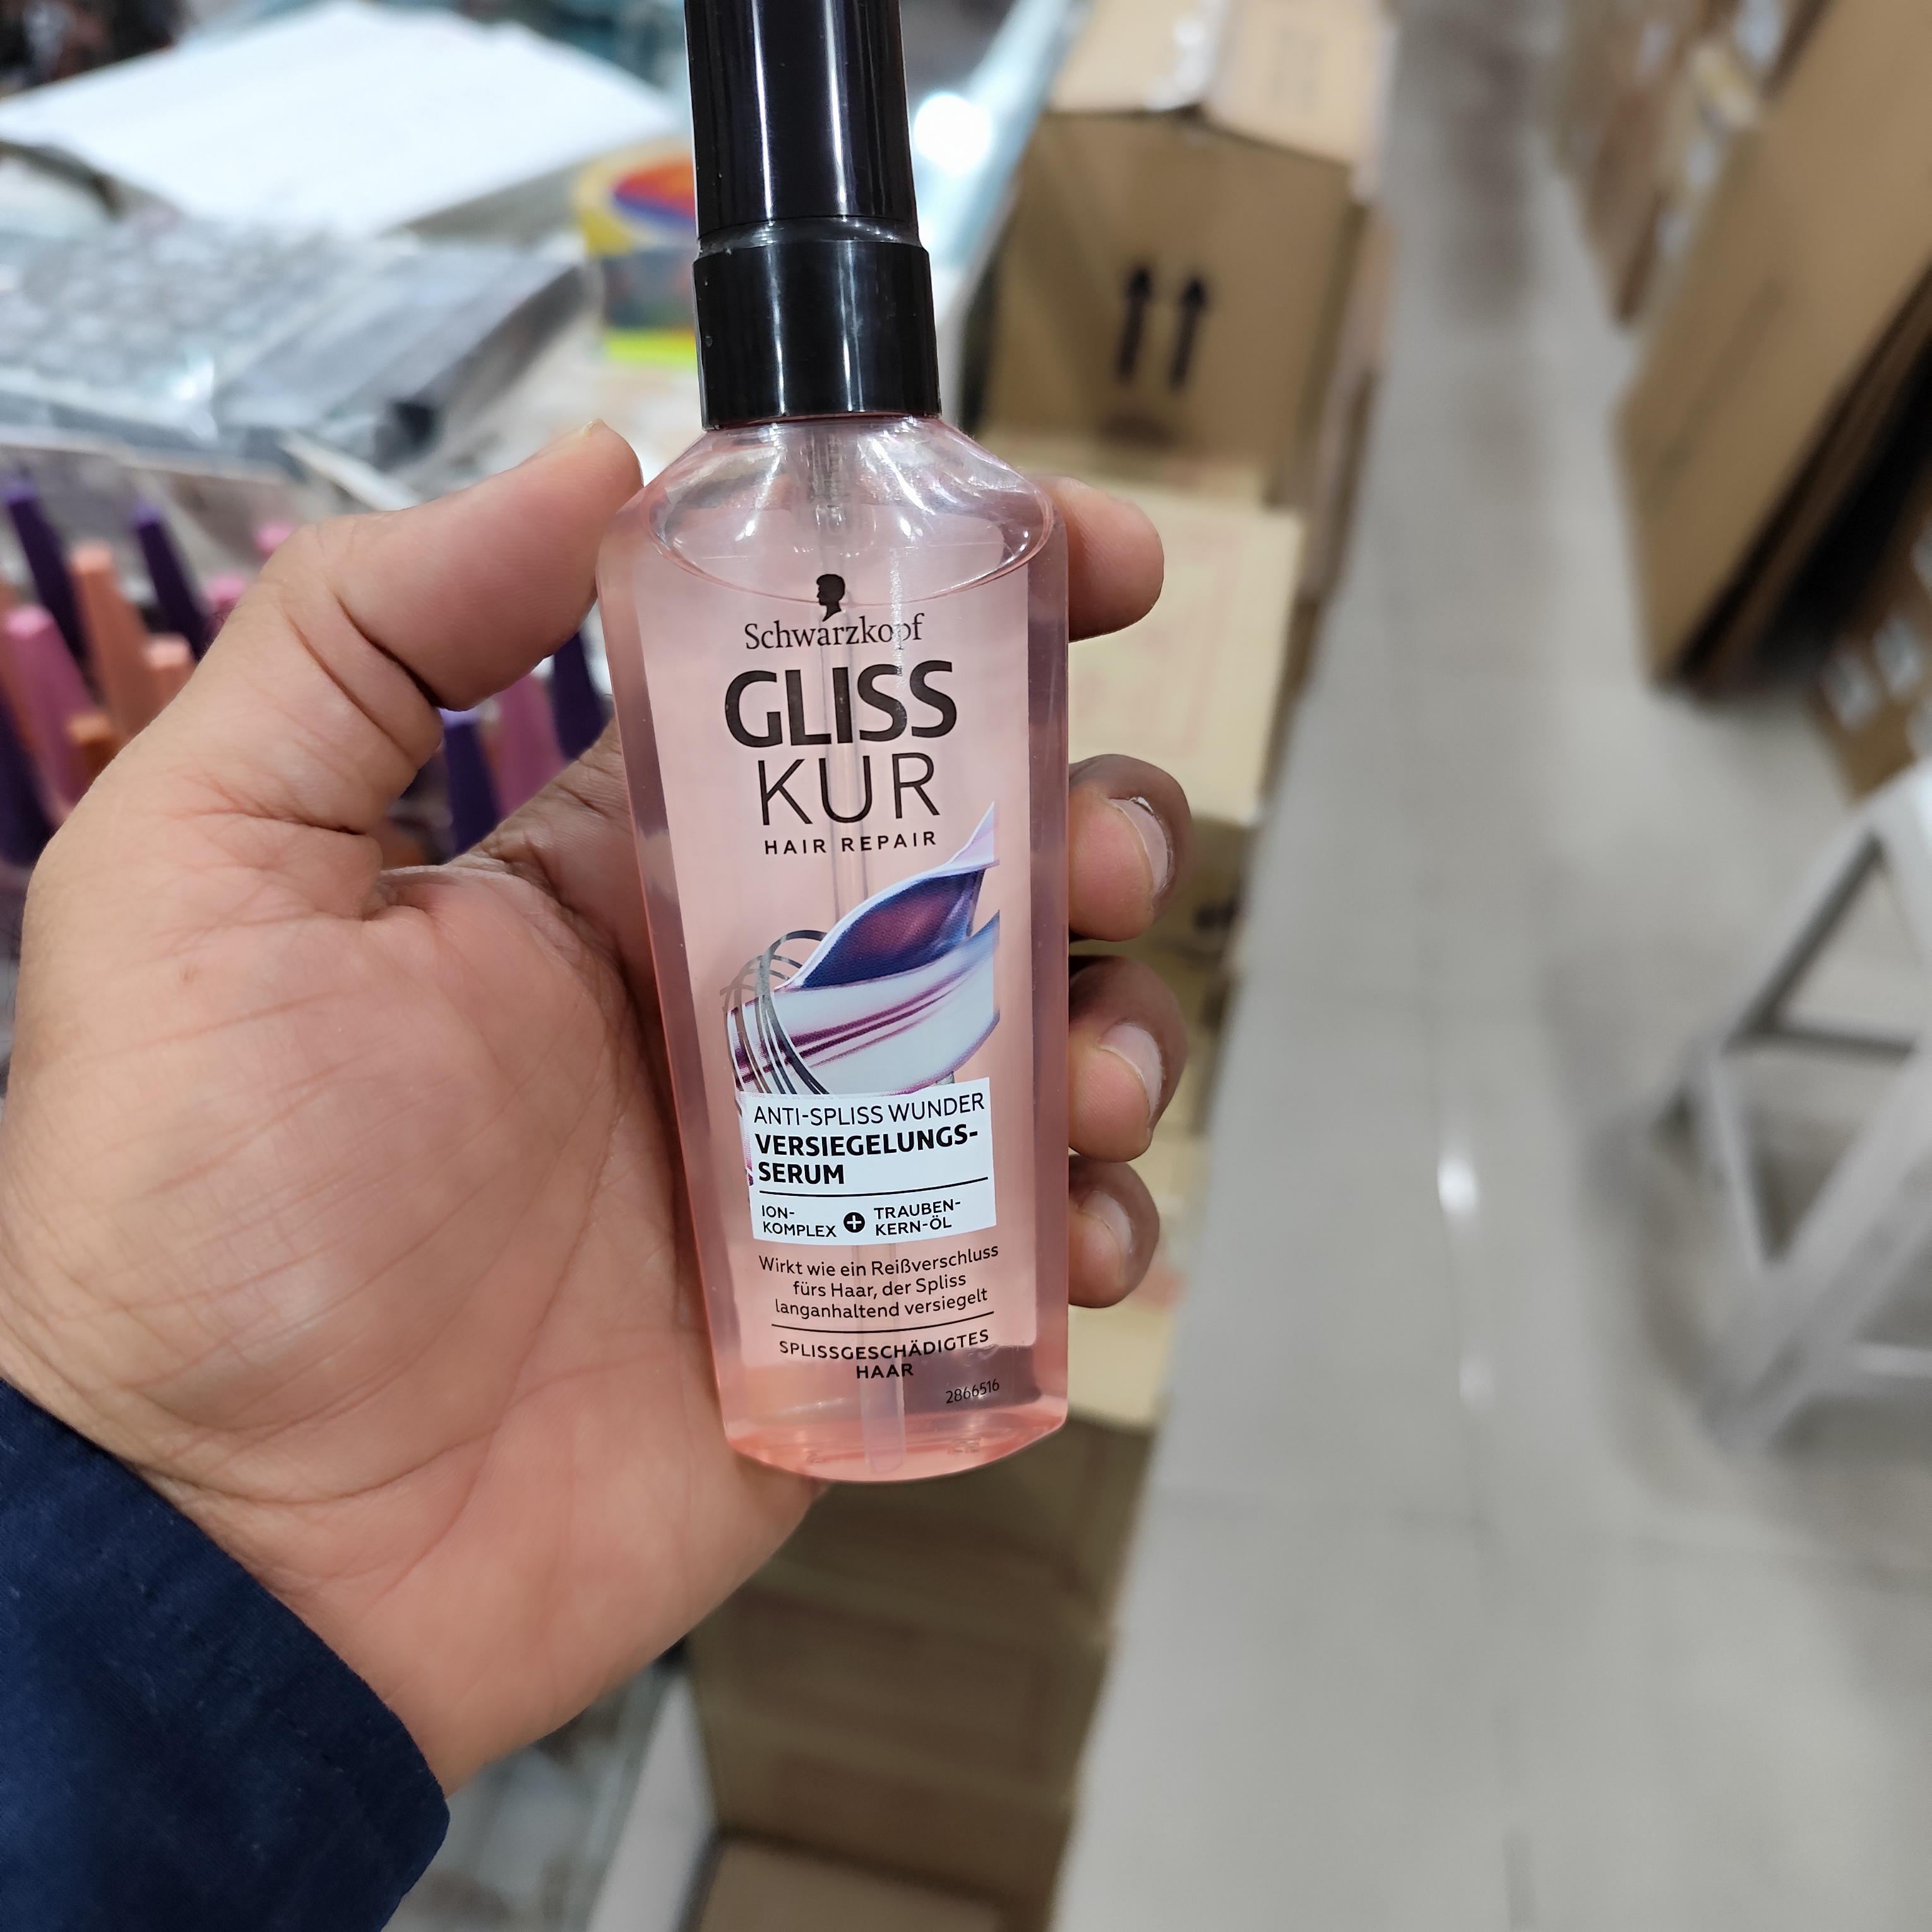 Schwarzkopf
GLISS
KUR
HAIR REPAIR
ANTI-SPLISS WUNDER
VERSIEGELUNGS-
SERUM
ION- TRAUBEN-
KOMPLEX + KERN-ÖL
Wirkt wie ein Reißverschluss
fürs Haar, der Spliss
langanhaltend versiegelt
SPLISSGESCHÄDIGTES
HAAR
2866516